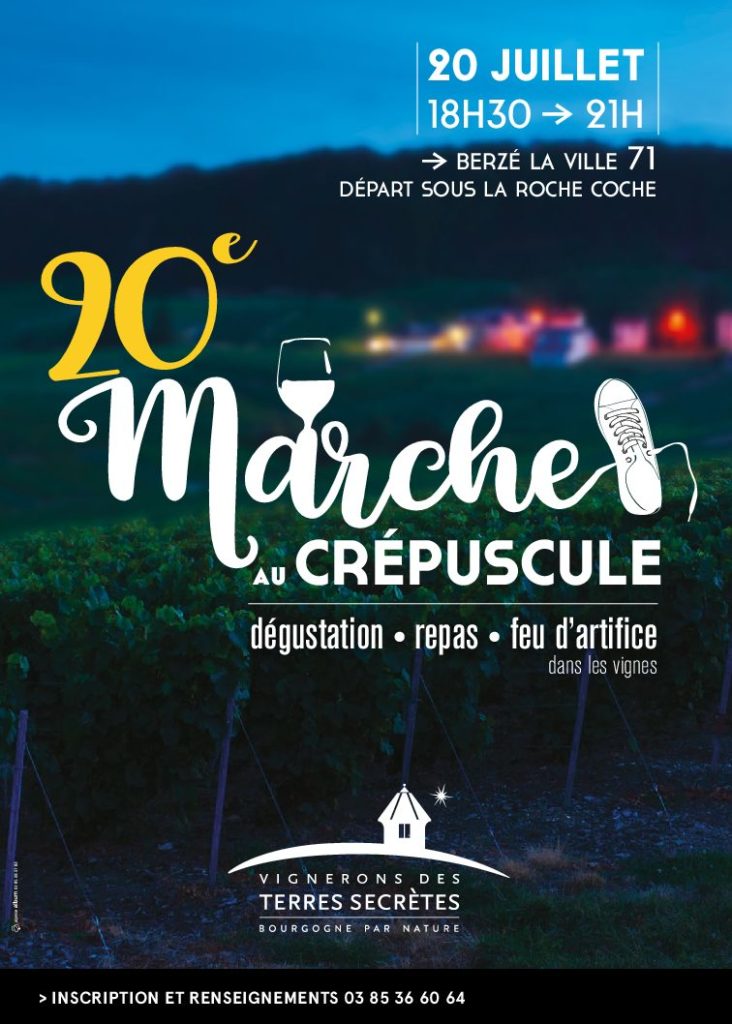 20 JUILLET
18H30 → 21H
→ BERZÉ LA VILLE 71
DÉPART SOUS LA ROCHE COCHE
20e
Marche
AU CRÉPUSCULE
dégustation • repas • feu d'artifice
dans les vignes
VIGNERONS DES
TERRES SECRÈTES
BOURGOGNE PAR NATURE
> INSCRIPTION ET RENSEIGNEMENTS 03 85 36 60 64